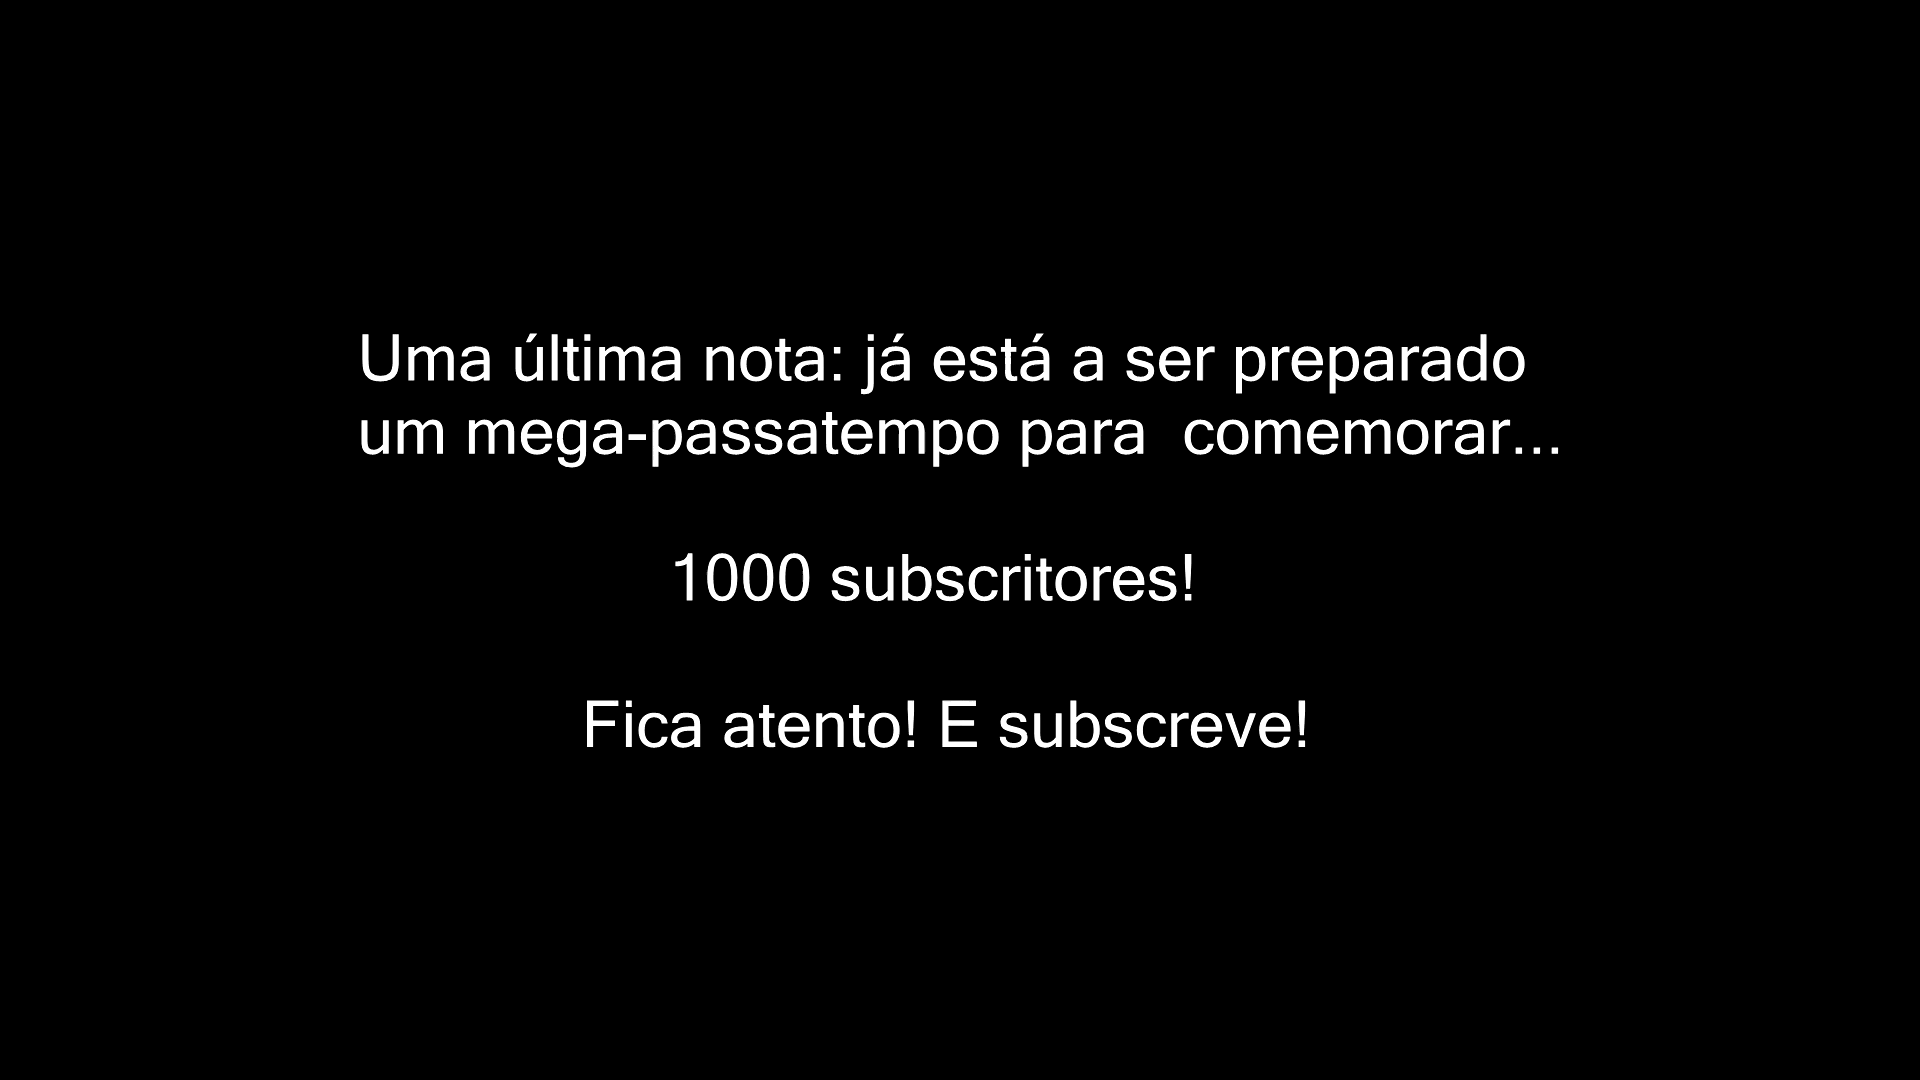 Uma última nota: já está a ser preparado
um mega-passatempo para  comemorar...
1000 subscritores!
Fica atento! E subscreve!